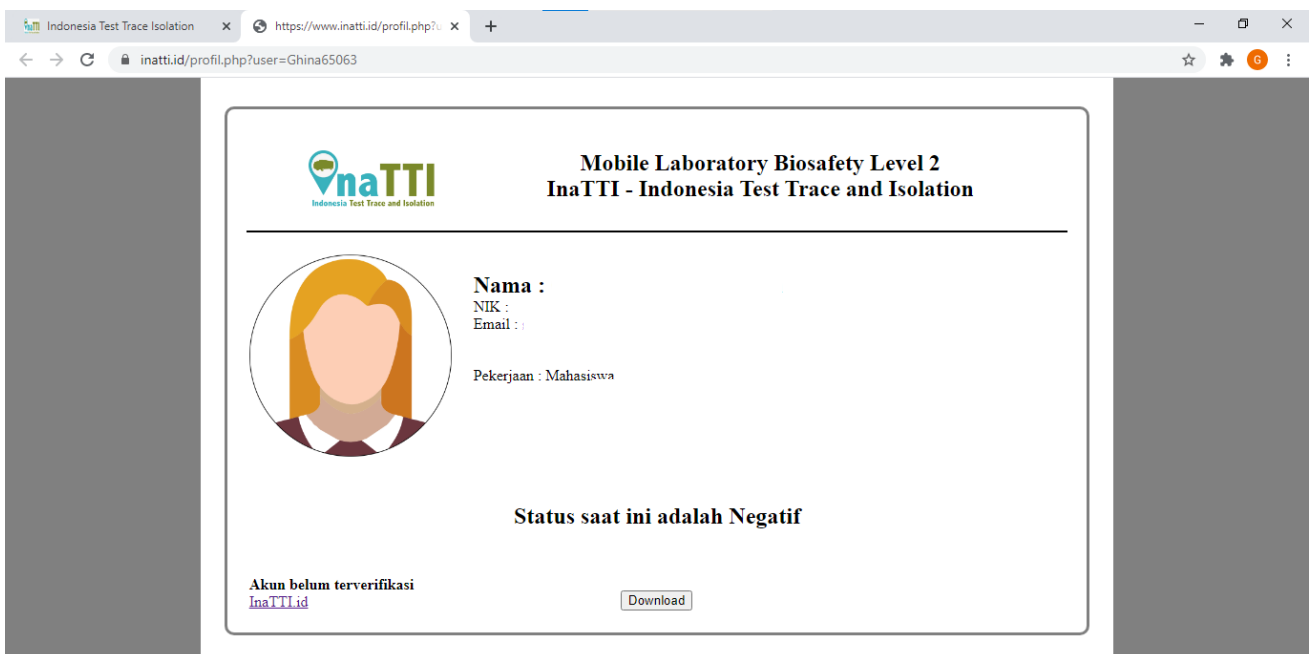 Indonesia Test Trace Isolation
https://www.inatti.id/profil.php?u
inatti.id/profil.php?user=Ghina65063
G
InaTTI
Indonesia Test Trace and Isolation
Mobile Laboratory Biosafety Level 2
InaTTI - Indonesia Test Trace and Isolation
Nama :
NIK :
Email :
Pekerjaan : Mahasiswa
Status saat ini adalah Negatif
Akun belum terverifikasi
InaTTI.id
Download